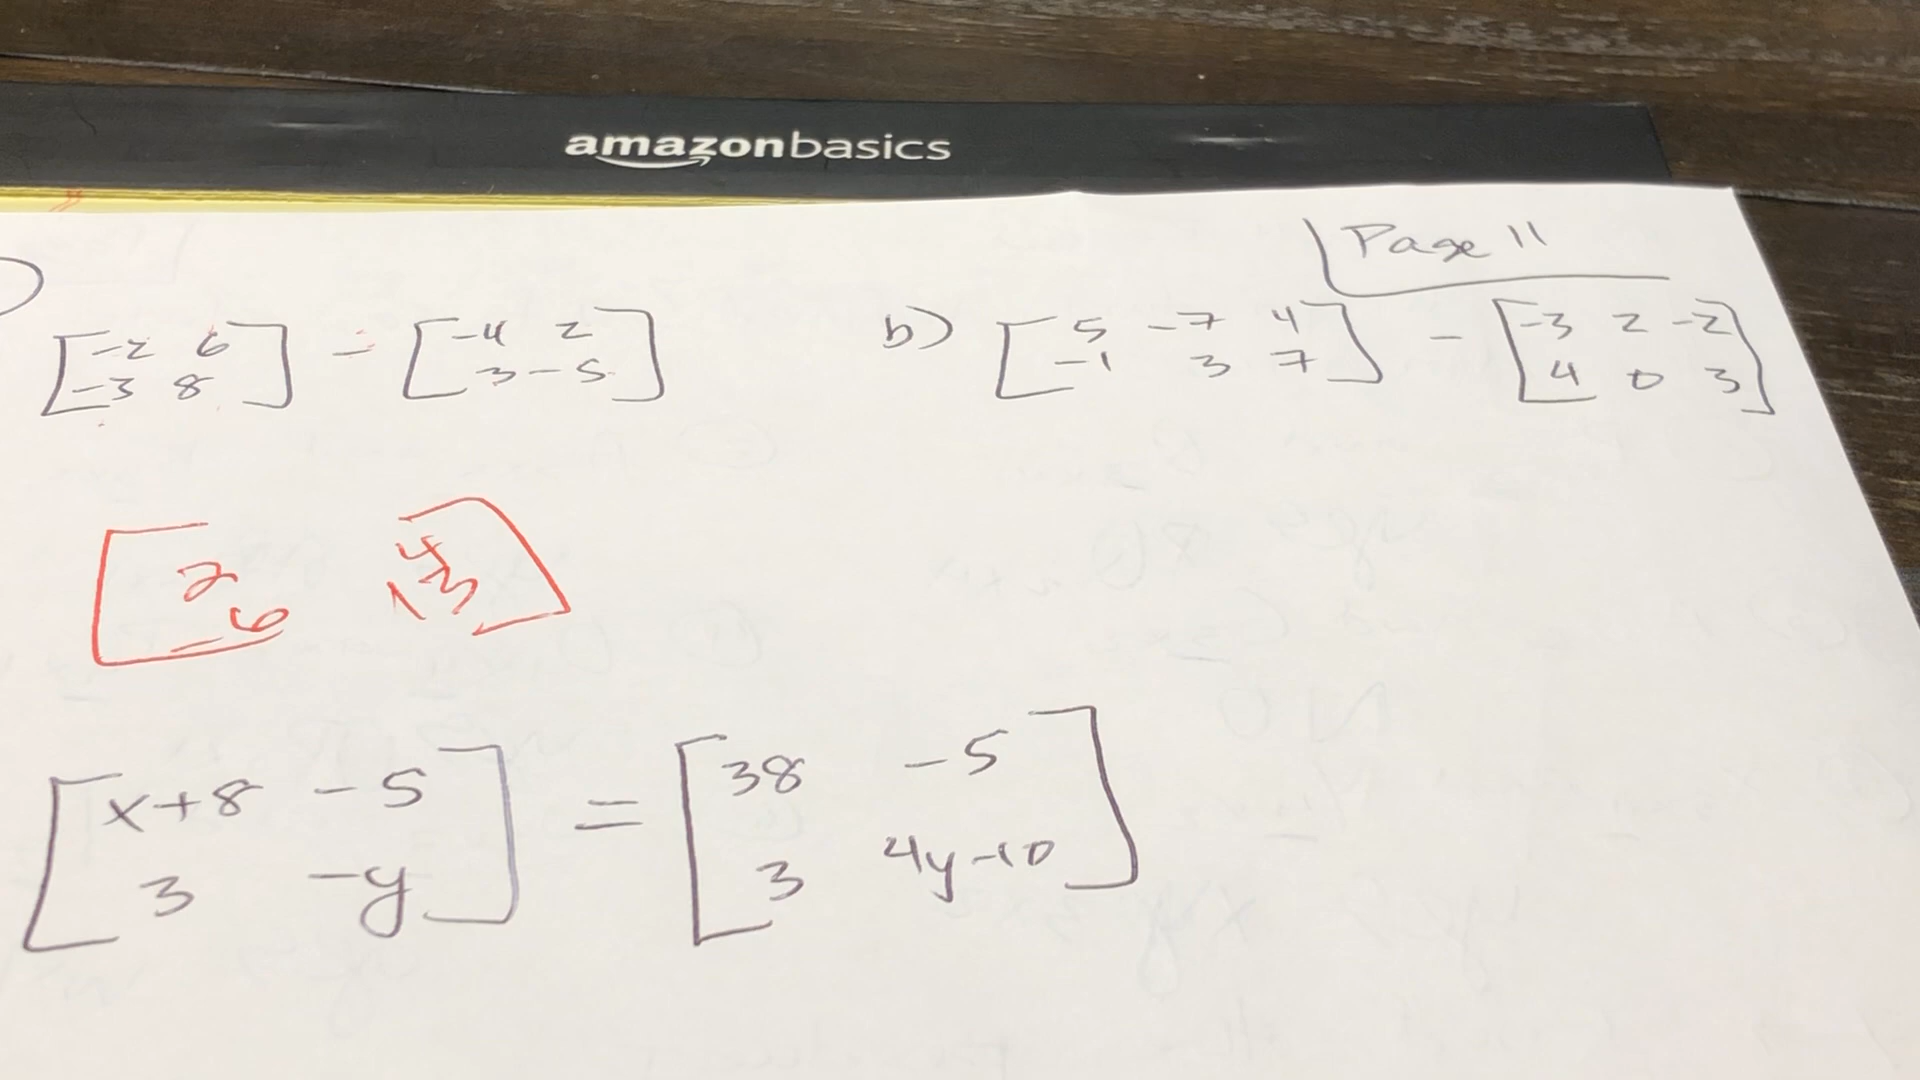 amazonbasics
Page 11
[-2 6] - [-4 2]
[-3 8] [3 -5]
b) [5 -7 4] - [-3 2 -2]
[-1 3 7] [4 0 3]
[2 4]
[-6 13]
[x+8 -5] = [38 -5]
[3 -y] [3 4y-10]